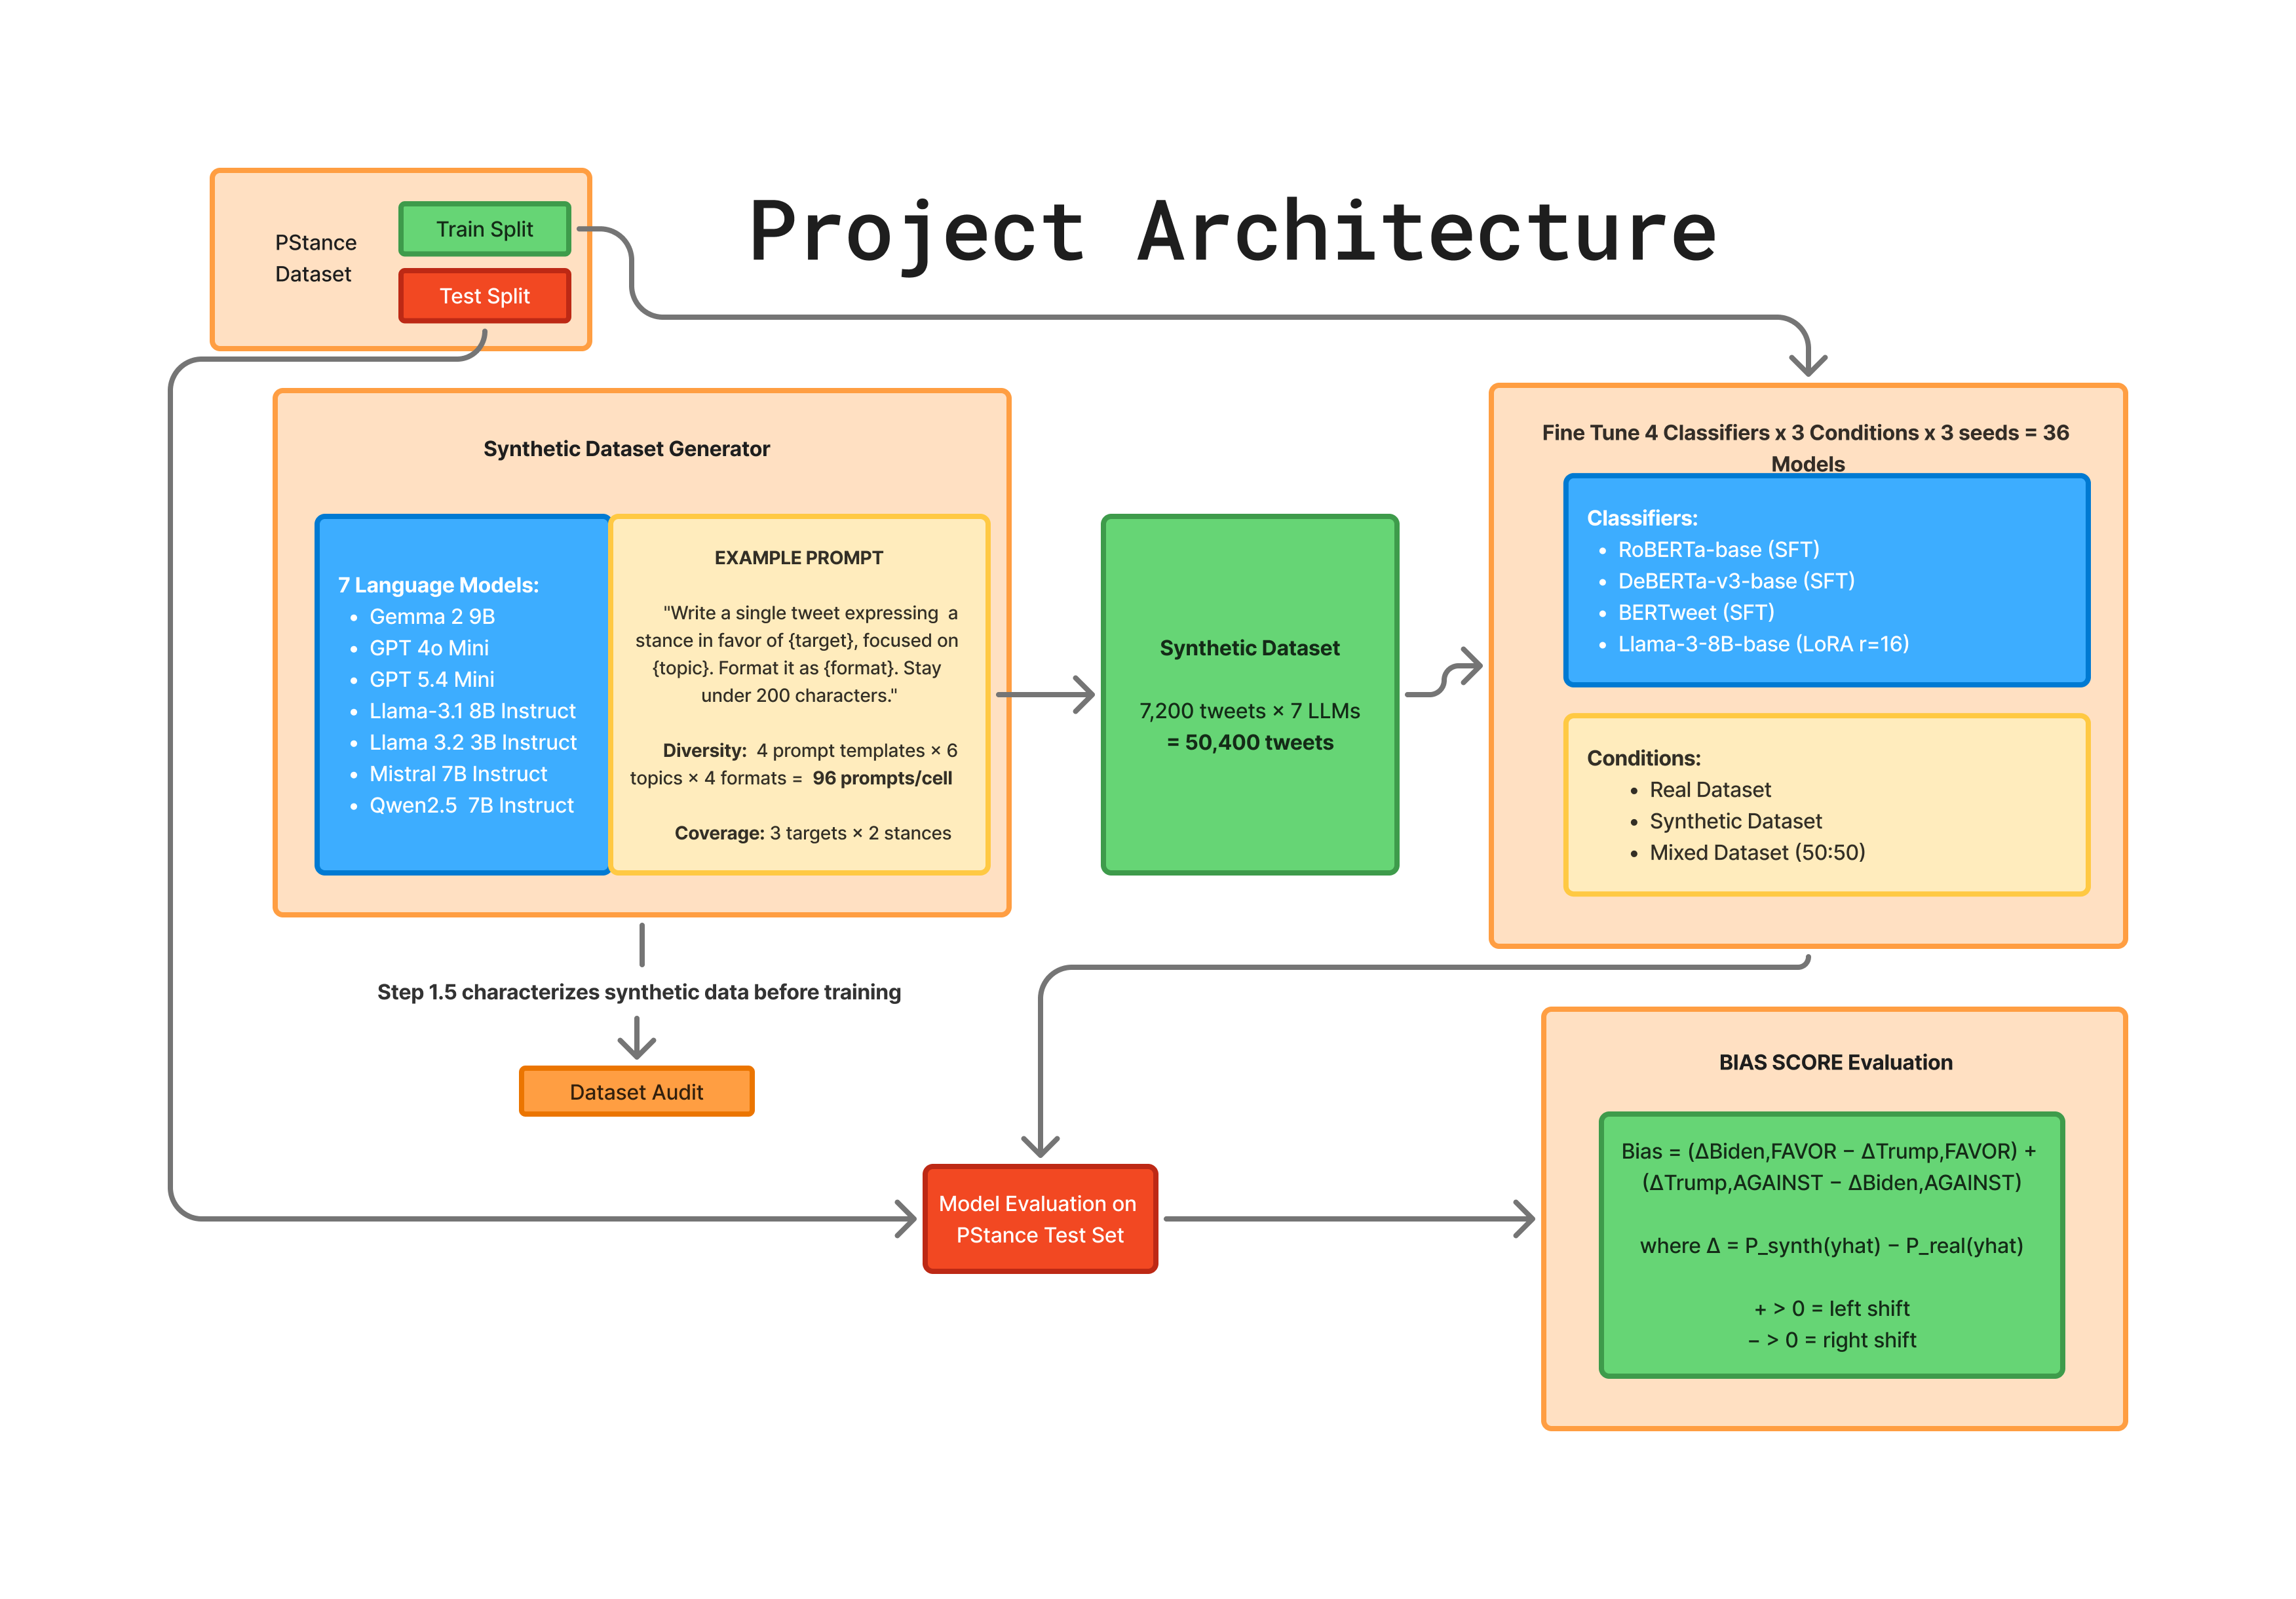 Project Architecture
PStance
Dataset
Train Split
Test Split
Synthetic Dataset Generator
7 Language Models:
• Gemma 2 9B
• GPT 4o Mini
• GPT 5.4 Mini
• Llama-3.1 8B Instruct
• Llama 3.2 3B Instruct
• Mistral 7B Instruct
• Qwen2.5  7B Instruct
EXAMPLE PROMPT
"Write a single tweet expressing  a
stance in favor of {target}, focused on
{topic}. Format it as {format}. Stay
under 200 characters."
Diversity:  4 prompt templates × 6
topics × 4 formats =  96 prompts/cell
Coverage: 3 targets × 2 stances
Synthetic Dataset
7,200 tweets × 7 LLMs
= 50,400 tweets
Fine Tune 4 Classifiers x 3 Conditions x 3 seeds = 36
Models
Classifiers:
• RoBERTa-base (SFT)
• DeBERTa-v3-base (SFT)
• BERTweet (SFT)
• Llama-3-8B-base (LoRA r=16)
Conditions:
• Real Dataset
• Synthetic Dataset
• Mixed Dataset (50:50)
Step 1.5 characterizes synthetic data before training
Dataset Audit
Model Evaluation on
PStance Test Set
BIAS SCORE Evaluation
Bias = (ΔBiden,FAVOR − ΔTrump,FAVOR) +
(ΔTrump,AGAINST − ΔBiden,AGAINST)
where Δ = P_synth(yhat) − P_real(yhat)
+ > 0 = left shift
− > 0 = right shift